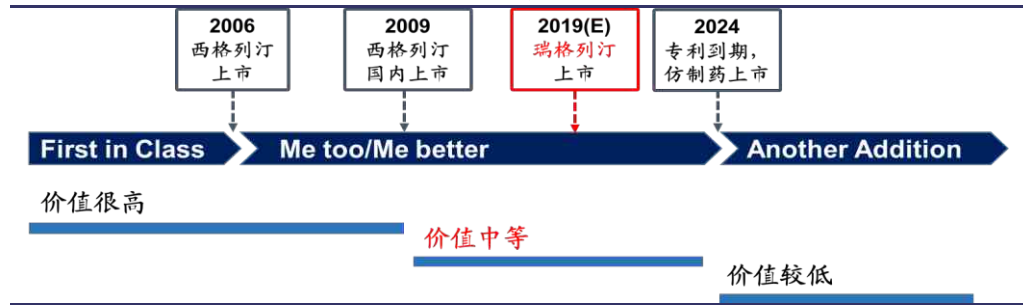 2006
西格列汀
上市
2009
西格列汀
国内上市
2019(E)
瑞格列汀
上市
2024
专利到期，
仿制药上市
First in Class
Me too/Me better
Another Addition
价值很高
价值中等
价值较低